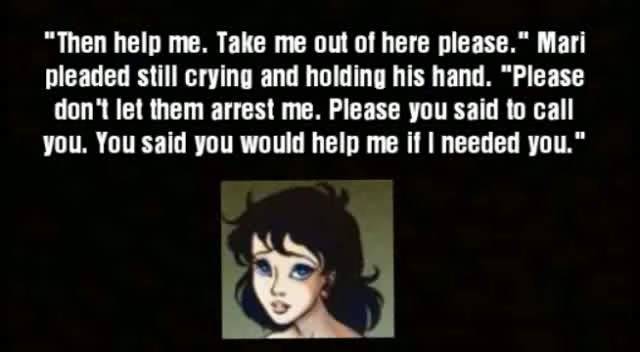 "Then help me. Take me out of here please." Mari
pleaded still crying and holding his hand. "Please
don't let them arrest me. Please you said to call
you. You said you would help me if I needed you."